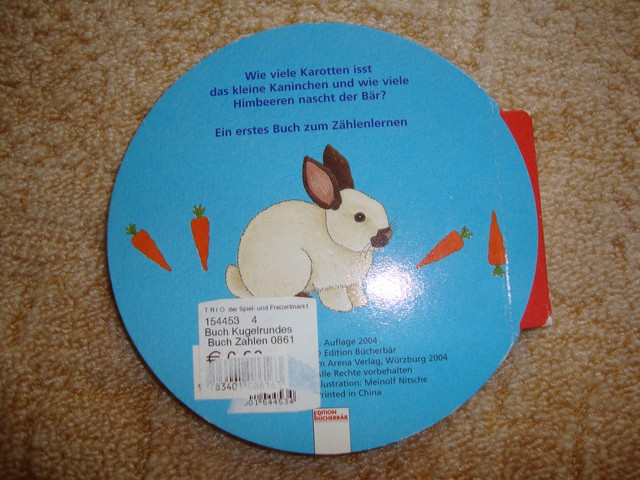 Wie viele Karotten isst
das kleine Kaninchen und wie viele
Himbeeren nascht der Bär?
Ein erstes Buch zum Zählenlernen
T R I O der Spiel- und Freizeitmarkt
154453 4
Buch Kugelrundes
Buch Zahlen 0861
€
Auflage 2004
Edition Bücherbär
Arena Verlag, Würzburg 2004
Alle Rechte vorbehalten
Illustration: Meinolf Nitsche
Printed in China
EDITION
BÜCHERBÄR